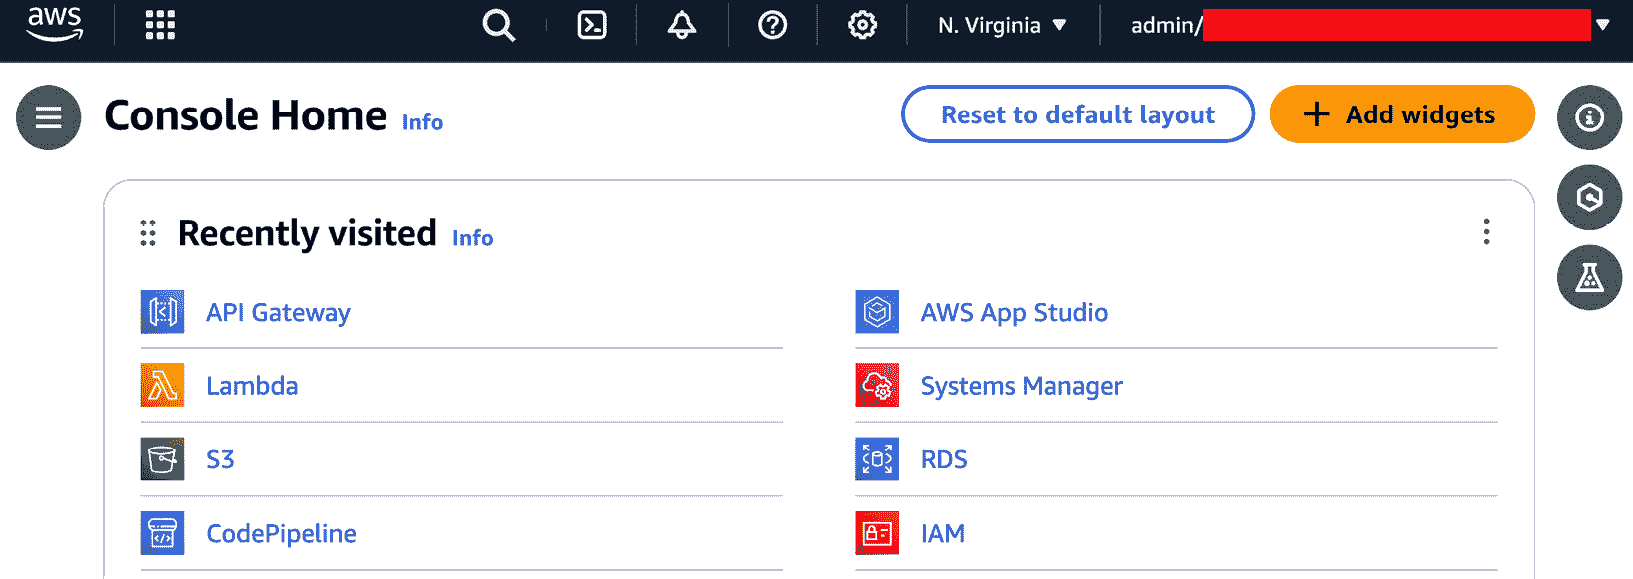 aws
N. Virginia
admin/
Console Home Info
Reset to default layout
+ Add widgets
Recently visited Info
API Gateway
AWS App Studio
Lambda
Systems Manager
S3
RDS
CodePipeline
IAM